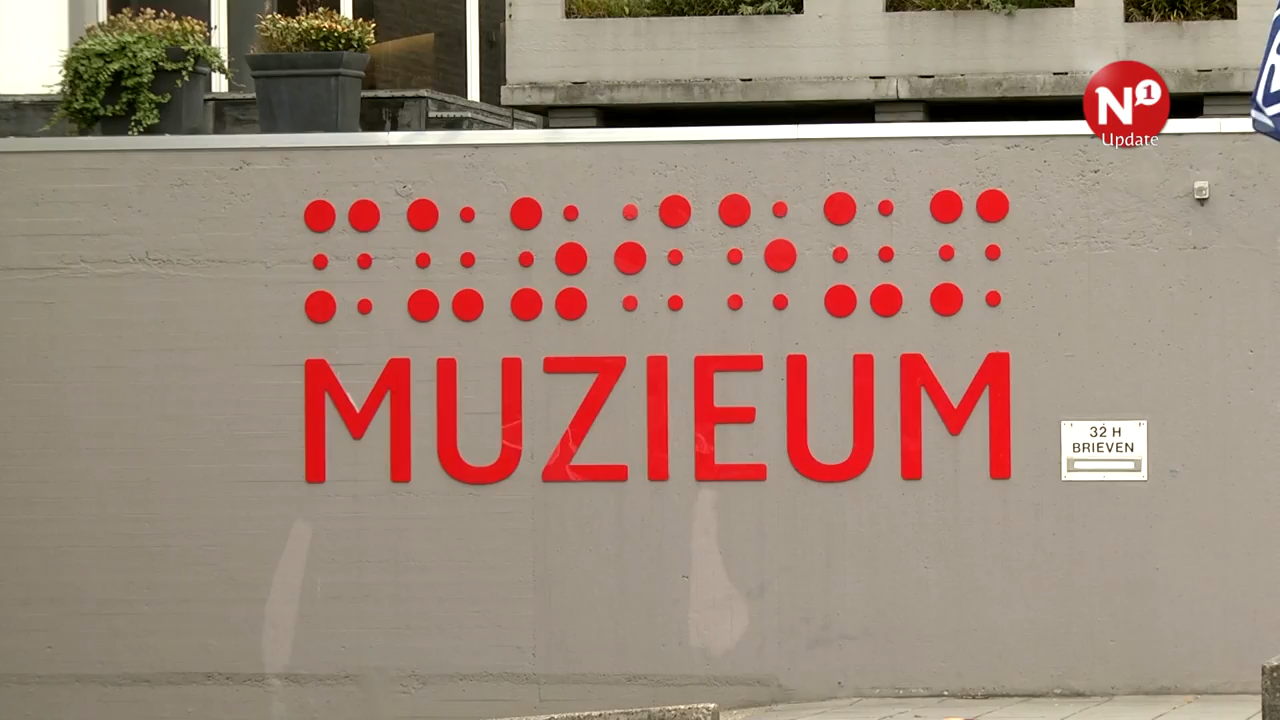 N1
Update
⠍⠥⠵⠊⠑⠥⠍
MUZIEUM
32 H
BRIEVEN